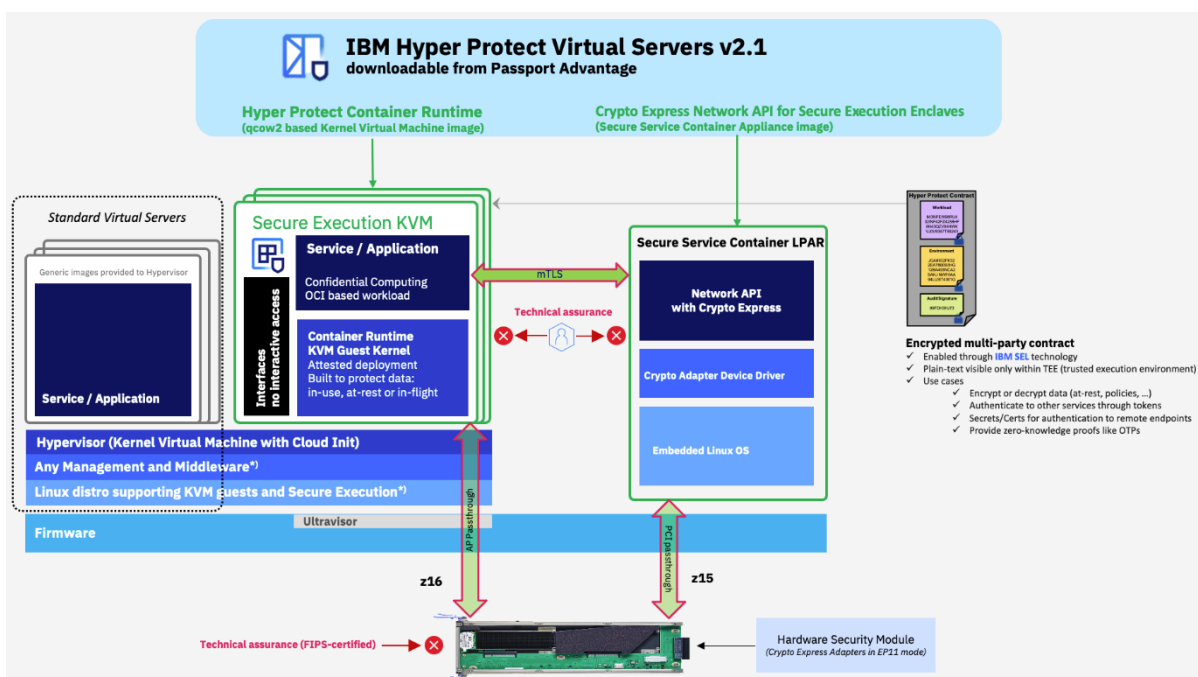 IBM Hyper Protect Virtual Servers v2.1
downloadable from Passport Advantage
Hyper Protect Container Runtime
(qcow2 based Kernel Virtual Machine image)
Crypto Express Network API for Secure Execution Enclaves
(Secure Service Container Appliance image)
Standard Virtual Servers
Generic images provided to Hypervisor
Service / Application
Secure Execution KVM
Interfaces
no interactive access
Service / Application
Confidential Computing
OCI based workload
Container Runtime
KVM Guest Kernel
Attested deployment
Built to protect data:
in-use, at-rest or in-flight
mTLS
Technical assurance
Secure Service Container LPAR
Network API
with Crypto Express
Crypto Adapter Device Driver
Embedded Linux OS
Hyper Protect Contract
Workload
Environment
AuditSignature
Encrypted multi-party contract
✓ Enabled through IBM SEL technology
✓ Plain-text visible only within TEE (trusted execution environment)
✓ Use cases
✓ Encrypt or decrypt data (at-rest, policies, …)
✓ Authenticate to other services through tokens
✓ Secrets/Certs for authentication to remote endpoints
✓ Provide zero-knowledge proofs like OTPs
Hypervisor (Kernel Virtual Machine with Cloud Init)
Any Management and Middleware*)
Linux distro supporting KVM guests and Secure Execution*)
Ultravisor
Firmware
AP Passthrough
PCI passthrough
z16
z15
Technical assurance (FIPS-certified)
Hardware Security Module
(Crypto Express Adapters in EP11 mode)